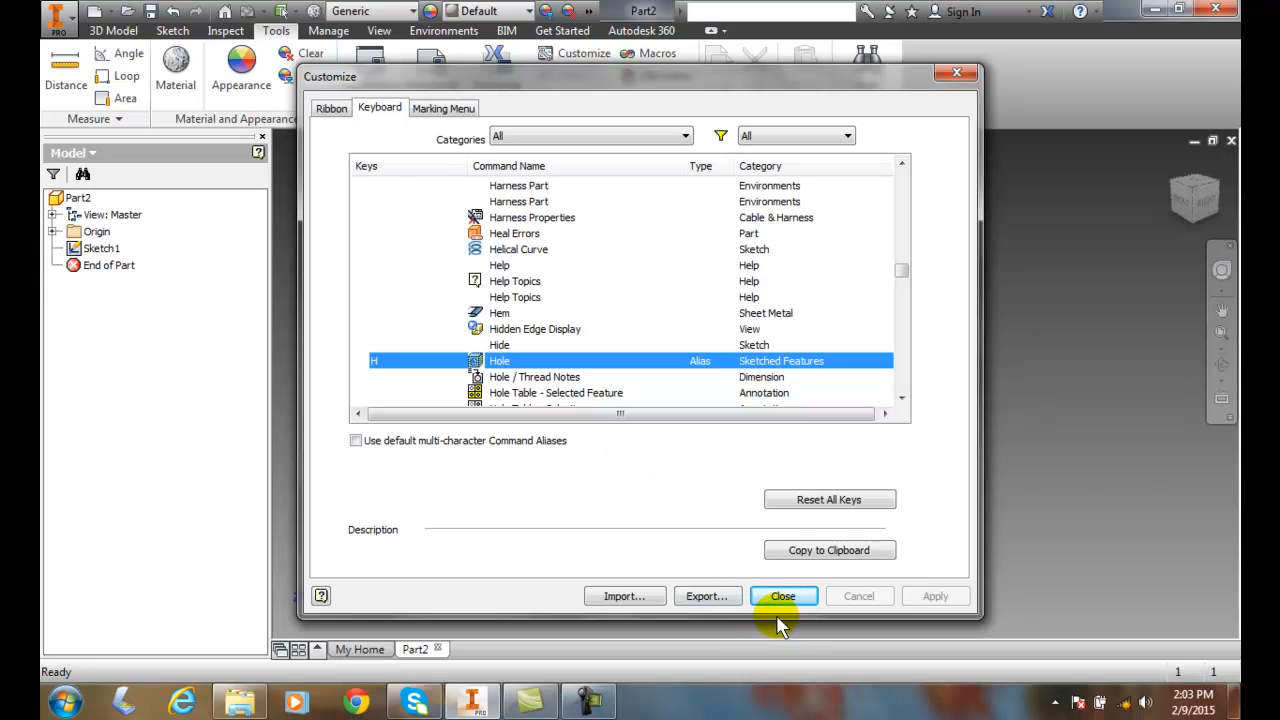 Generic
Default
Part2
Sign In
PRO
3D Model
Sketch
Inspect
Tools
Manage
View
Environments
BIM
Get Started
Autodesk 360
Distance
Angle
Loop
Area
Measure
Material
Appearance
Clear
Material and Appearance
Customize
Macros
Customize
Ribbon
Keyboard
Marking Menu
Categories All All
Keys Command Name Type Category
Harness Part Environments
Harness Part Environments
Harness Properties Cable & Harness
Heal Errors Part
Helical Curve Sketch
Help Help
Help Topics Help
Help Topics Help
Hem Sheet Metal
Hidden Edge Display View
Hide Sketch
H Hole Alias Sketched Features
Hole / Thread Notes Dimension
Hole Table - Selected Feature Annotation
Use default multi-character Command Aliases
Reset All Keys
Description
Copy to Clipboard
Import...
Export...
Close
Cancel
Apply
Model
Part2
View: Master
Origin
Sketch1
End of Part
My Home
Part2
Ready
1 1
PRO
2:03 PM
2/9/2015